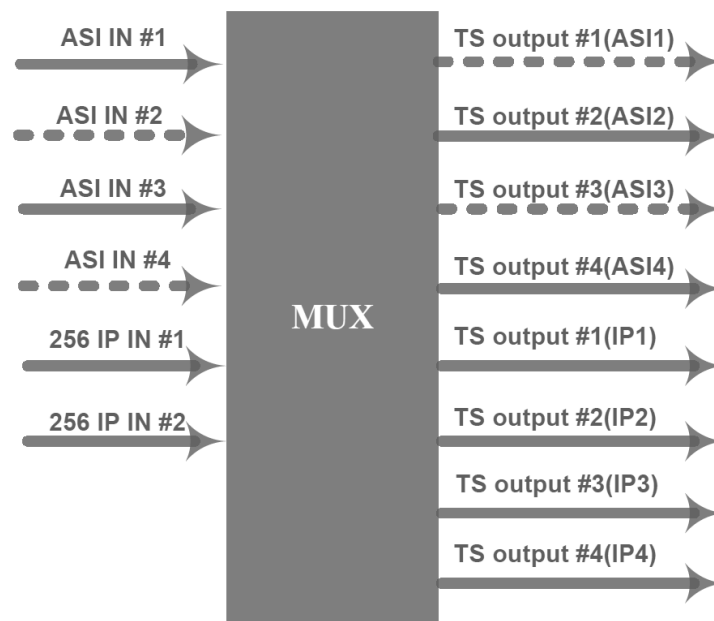 ASI IN #1
ASI IN #2
ASI IN #3
ASI IN #4
256 IP IN #1
256 IP IN #2
MUX
TS output #1(ASI1)
TS output #2(ASI2)
TS output #3(ASI3)
TS output #4(ASI4)
TS output #1(IP1)
TS output #2(IP2)
TS output #3(IP3)
TS output #4(IP4)